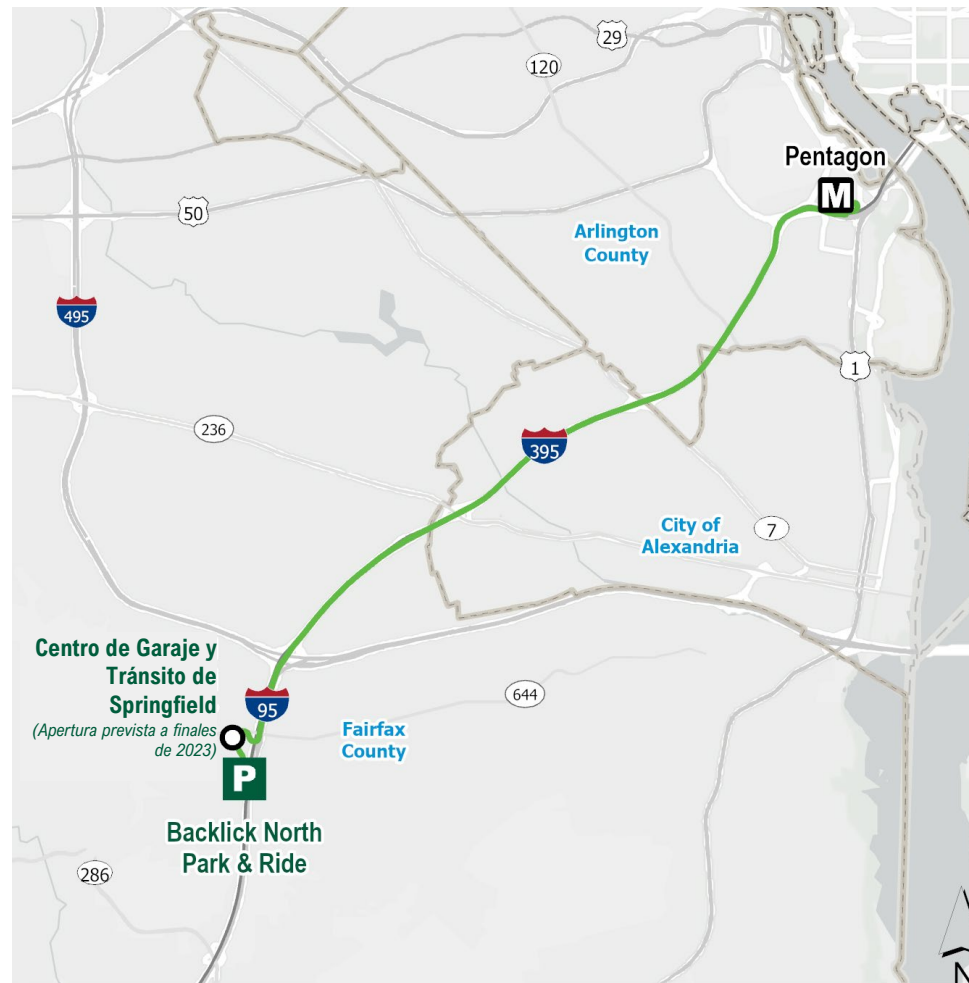 29
120
Pentagon
M
50
Arlington
County
495
1
236
395
City of
Alexandria
7
Centro de Garaje y
Tránsito de
Springfield
(Apertura prevista a finales
de 2023)
644
95
Fairfax
County
P
Backlick North
Park & Ride
286
N